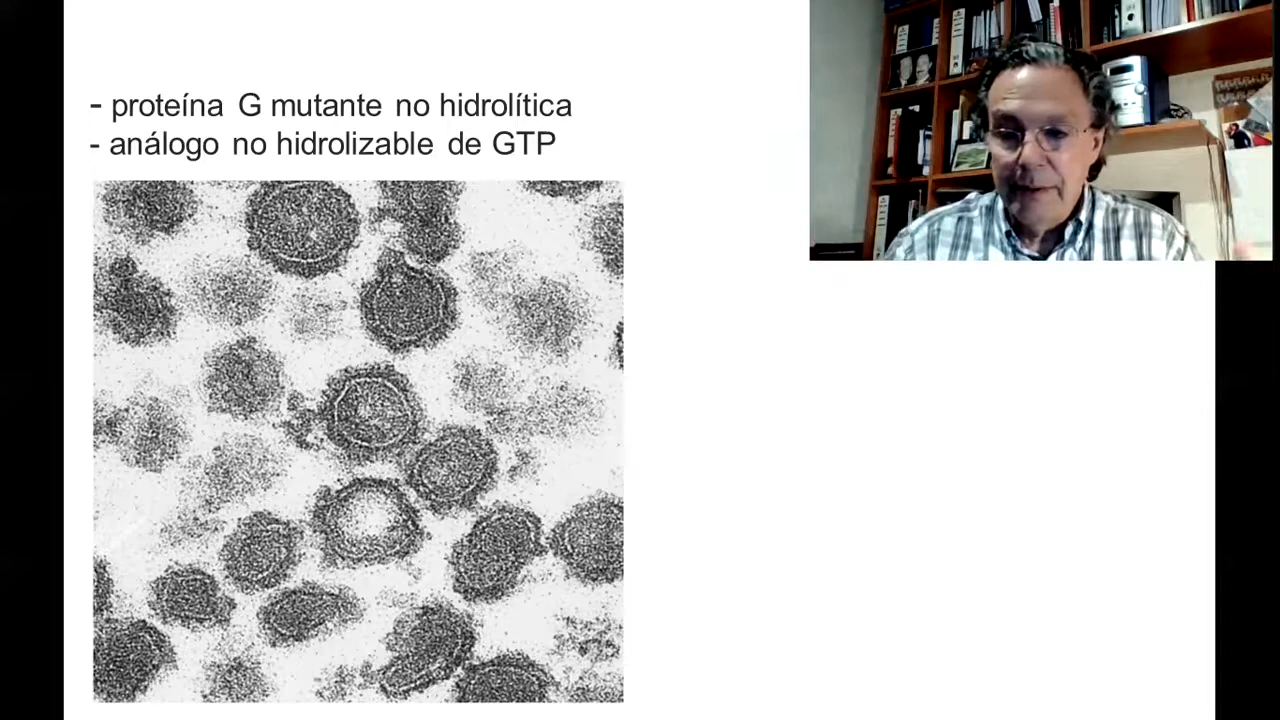 - proteína G mutante no hidrolítica
- análogo no hidrolizable de GTP